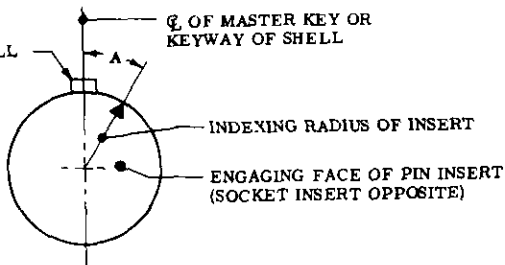 ℄ OF MASTER KEY OR
KEYWAY OF SHELL
A
INDEXING RADIUS OF INSERT
ENGAGING FACE OF PIN INSERT
(SOCKET INSERT OPPOSITE)